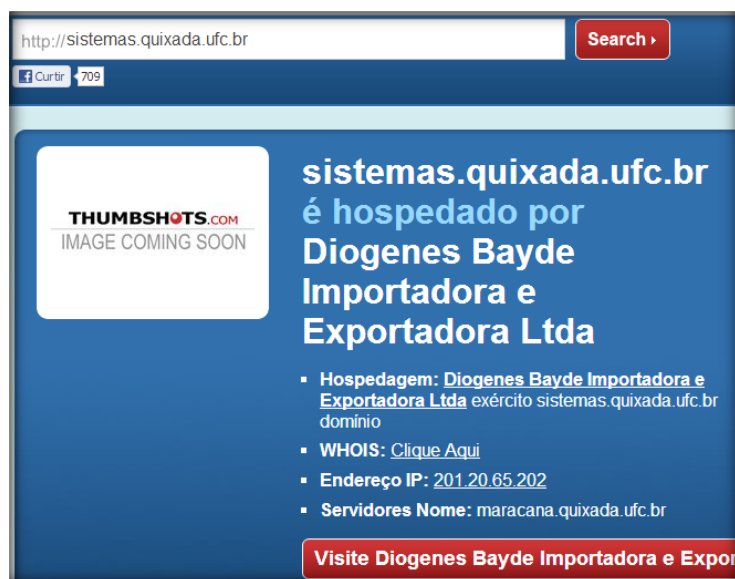 http://sistemas.quixada.ufc.br
Search ›
Curtir 709
THUMBSHOTS.COM
IMAGE COMING SOON
sistemas.quixada.ufc.br
é hospedado por
Diogenes Bayde
Importadora e
Exportadora Ltda
Hospedagem: Diogenes Bayde Importadora e
Exportadora Ltda exército sistemas.quixada.ufc.br
domínio
WHOIS: Clique Aqui
Endereço IP: 201.20.65.202
Servidores Nome: maracana.quixada.ufc.br
Visite Diogenes Bayde Importadora e Expor